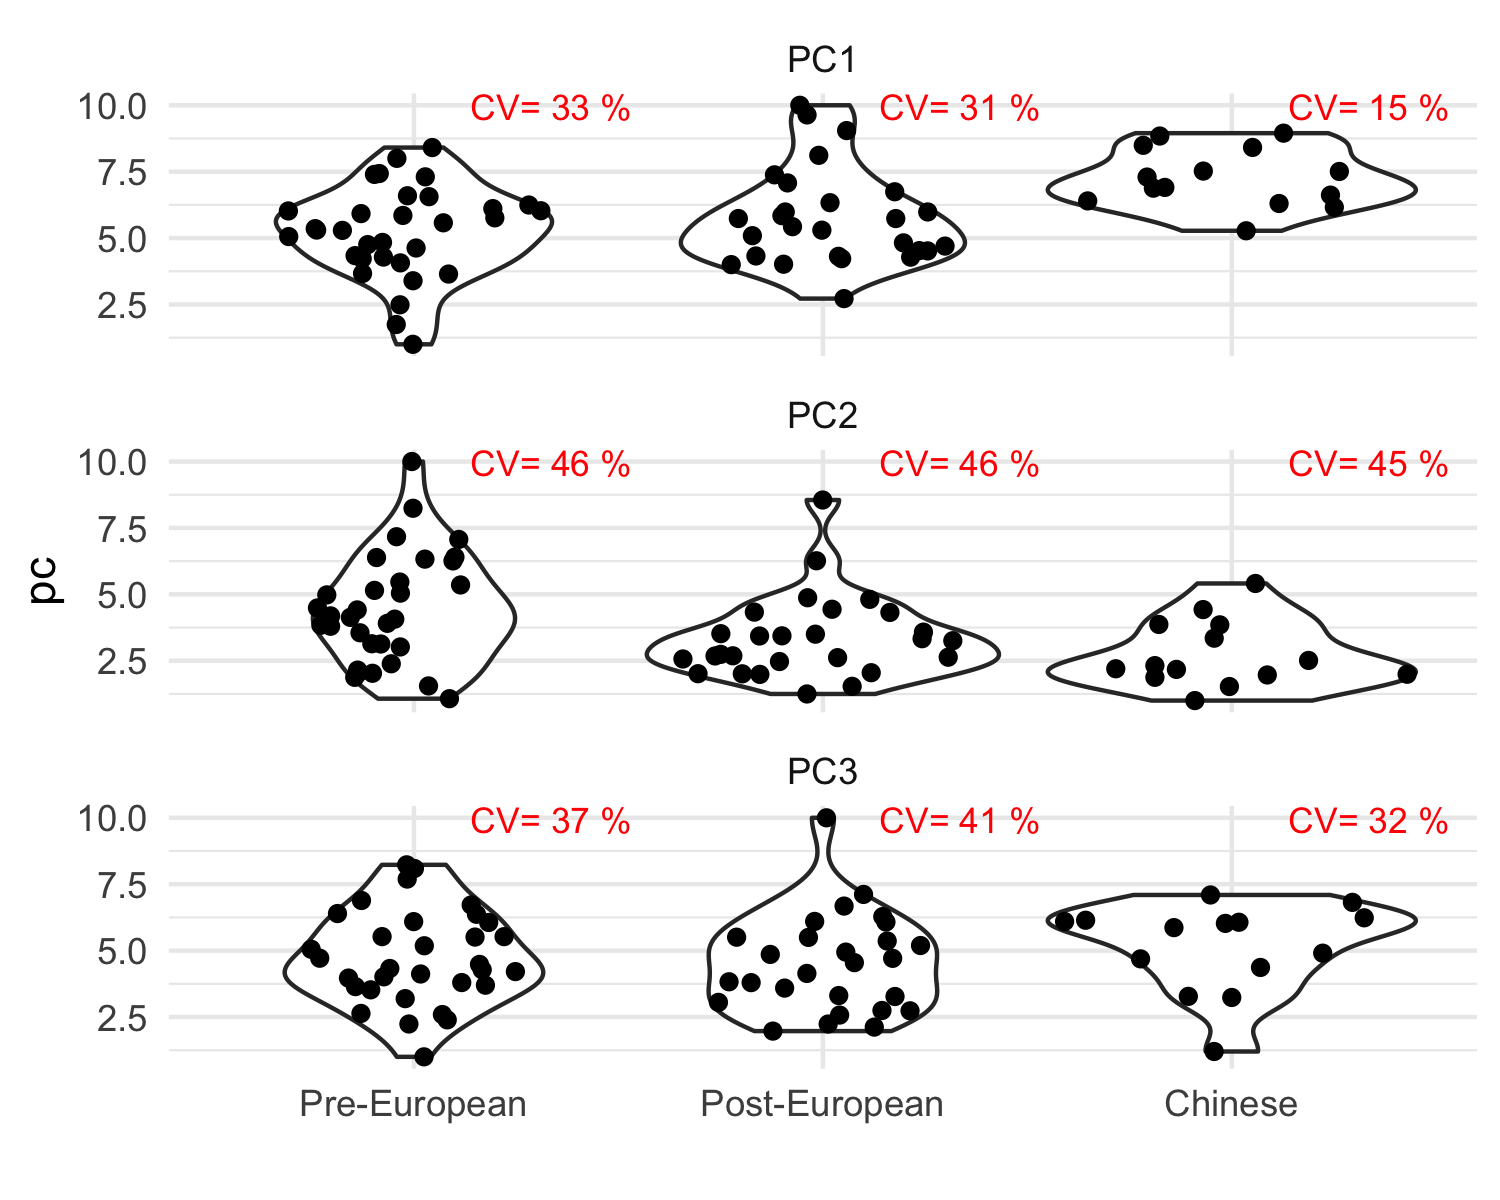 PC1
10.0
CV= 33 %
CV= 31 %
CV= 15 %
7.5
5.0
2.5
PC2
10.0
CV= 46 %
CV= 46 %
CV= 45 %
7.5
5.0
2.5
pc
PC3
10.0
CV= 37 %
CV= 41 %
CV= 32 %
7.5
5.0
2.5
Pre-European
Post-European
Chinese